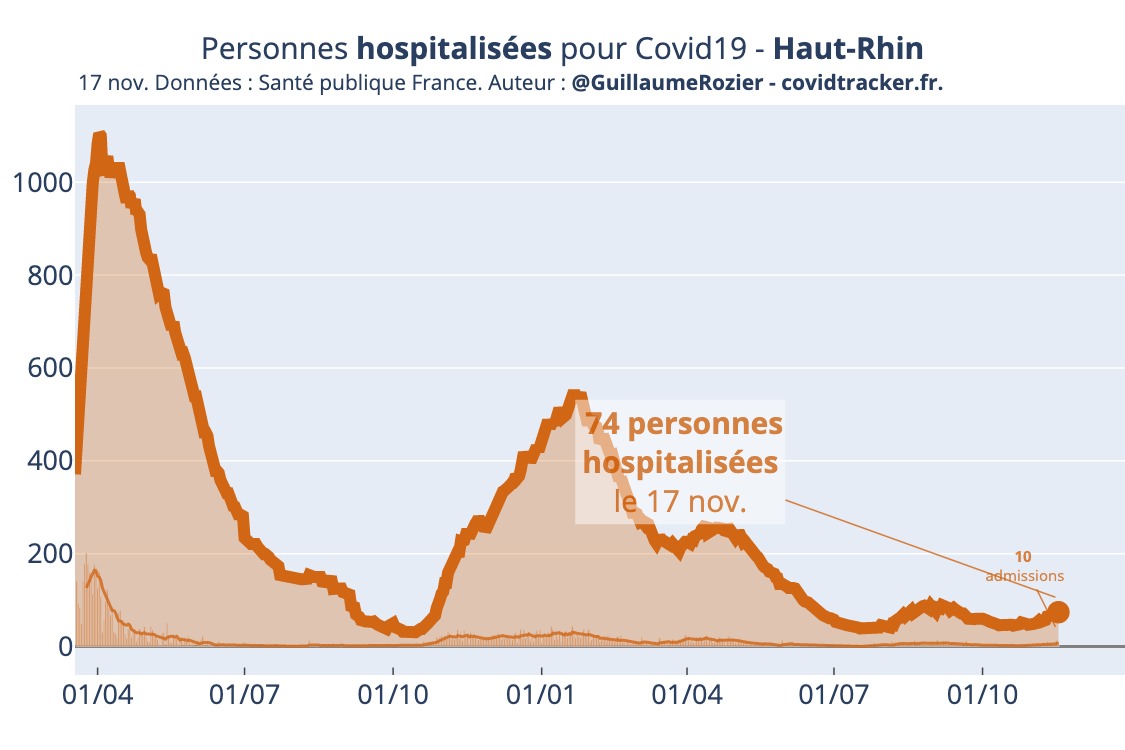 Personnes hospitalisées pour Covid19 - Haut-Rhin
17 nov. Données : Santé publique France. Auteur : @GuillaumeRozier - covidtracker.fr.
1000
800
600
400
200
0
74 personnes
hospitalisées
le 17 nov.
10
admissions
01/04 01/07 01/10 01/01 01/04 01/07 01/10